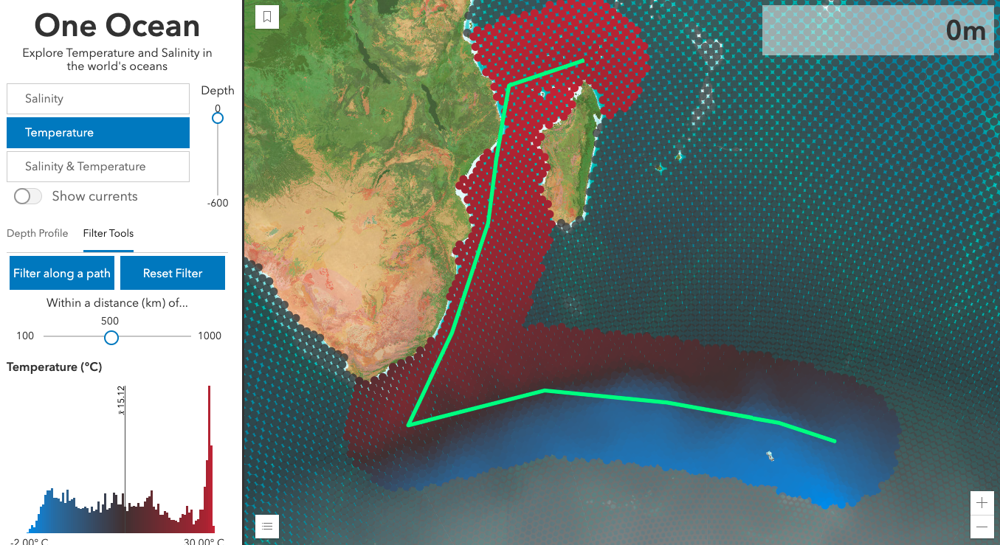 One Ocean
Explore Temperature and Salinity in
the world's oceans
Salinity
Temperature
Salinity & Temperature
Show currents
Depth
0
-600
Depth Profile
Filter Tools
Filter along a path
Reset Filter
Within a distance (km) of...
500
100
1000
Temperature (°C)
x̄ 15.12
-2.00° C
30.00° C
0m